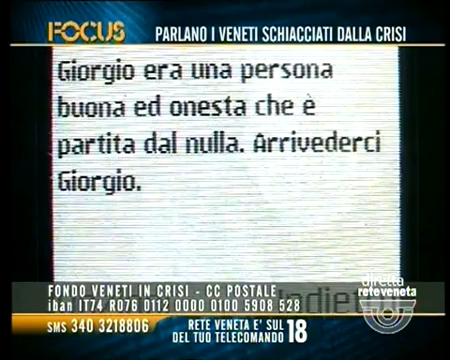 FOCUS
PARLANO I VENETI SCHIACCIATI DALLA CRISI
Giorgio era una persona
buona ed onesta che è
partita dal nulla. Arrivederci
Giorgio.
diretta
reteveneta
FONDO VENETI IN CRISI - CC POSTALE
iban IT74 R076 0112 0000 0100 5908 528
SMS 340 3218806
RETE VENETA E' SUL
DEL TUO TELECOMANDO 18